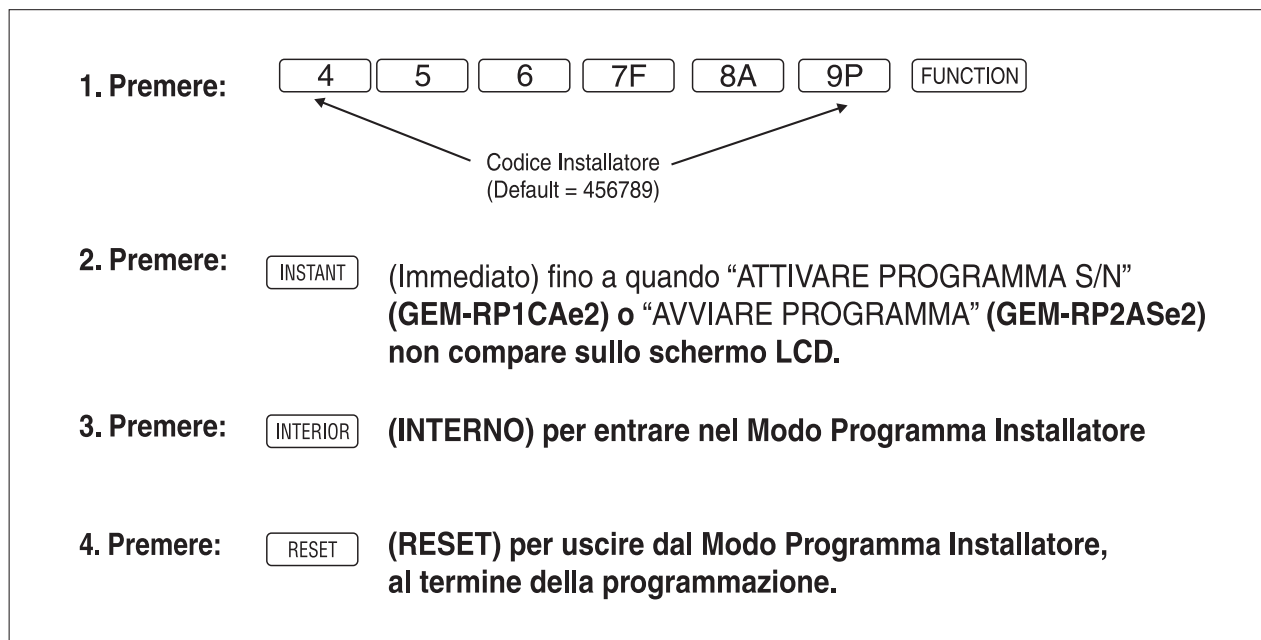 1. Premere: 4 5 6 7F 8A 9P FUNCTION
Codice Installatore
(Default = 456789)
2. Premere: INSTANT (Immediato) fino a quando “ATTIVARE PROGRAMMA S/N”
(GEM-RP1CAe2) o “AVVIARE PROGRAMMA” (GEM-RP2ASe2)
non compare sullo schermo LCD.
3. Premere: INTERIOR (INTERNO) per entrare nel Modo Programma Installatore
4. Premere: RESET (RESET) per uscire dal Modo Programma Installatore,
al termine della programmazione.